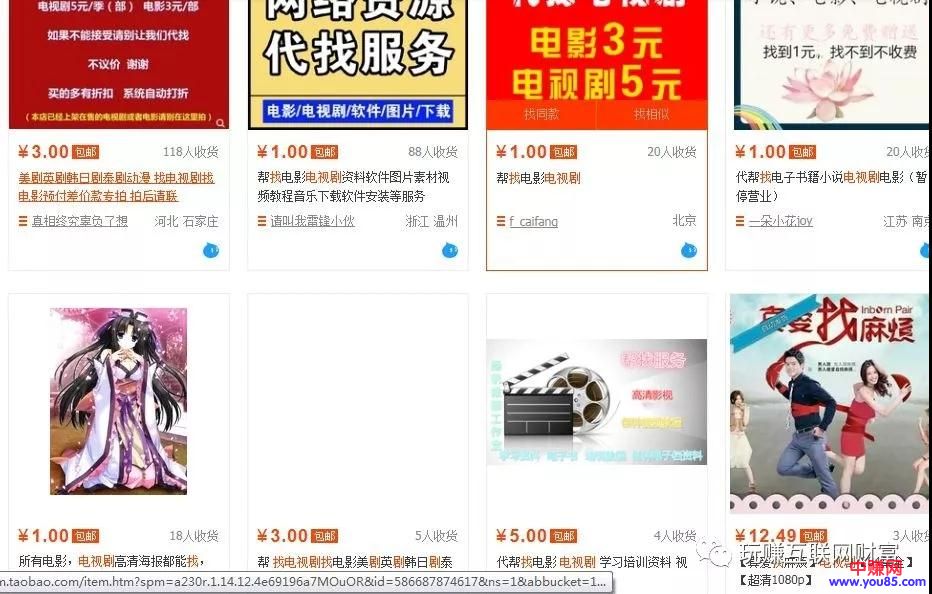 电视剧5元/季（部） 电影3元/部
如果不能接受请别让我们代找
不议价 谢谢
买的多有折扣 系统自动打折
（本店已经上架在售的电视剧或者电影请别在这里拍）
网络资源
代找服务
电影/电视剧/软件/图片/下载
电影3元
电视剧5元
找同款 找相似
还有更多免费赠送
找到1元，找不到不收费
¥3.00 包邮 118人收货
美剧英剧韩日剧泰剧动漫 找电视剧找
电影预付差价款专拍 拍后请联
真相终究辜负了想 河北 石家庄
¥1.00 包邮 88人收货
帮找电影电视剧资料软件图片素材视
频教程音乐下载软件安装等服务
请叫我雷锋小伙 浙江 温州
¥1.00 包邮 20人收货
帮找电影电视剧
f_caifang 北京
¥1.00 包邮 20人收
代帮找电子书籍小说电视剧电影（暂
停营业）
一朵小花joy 江苏 南京
帮找服务
高清影视
学习资料 电子书
Inborn Pair
真爱找麻烦
¥1.00 包邮 18人收货
所有电影，电视剧高清海报都能找，
¥3.00 包邮 5人收货
帮 找电视剧找电影美剧英剧韩日剧泰
¥5.00 包邮 4人收货
代帮找电影 电视剧 学习培训资料 视
¥12.49 包邮 3人收
【超清1080p】
m.taobao.com/item.htm?spm=a230r.1.14.12.4e69196a7MOuOR&id=586687874617&ns=1&abbucket=1...
玩赚互联网财富
中赚网
www.you85.com